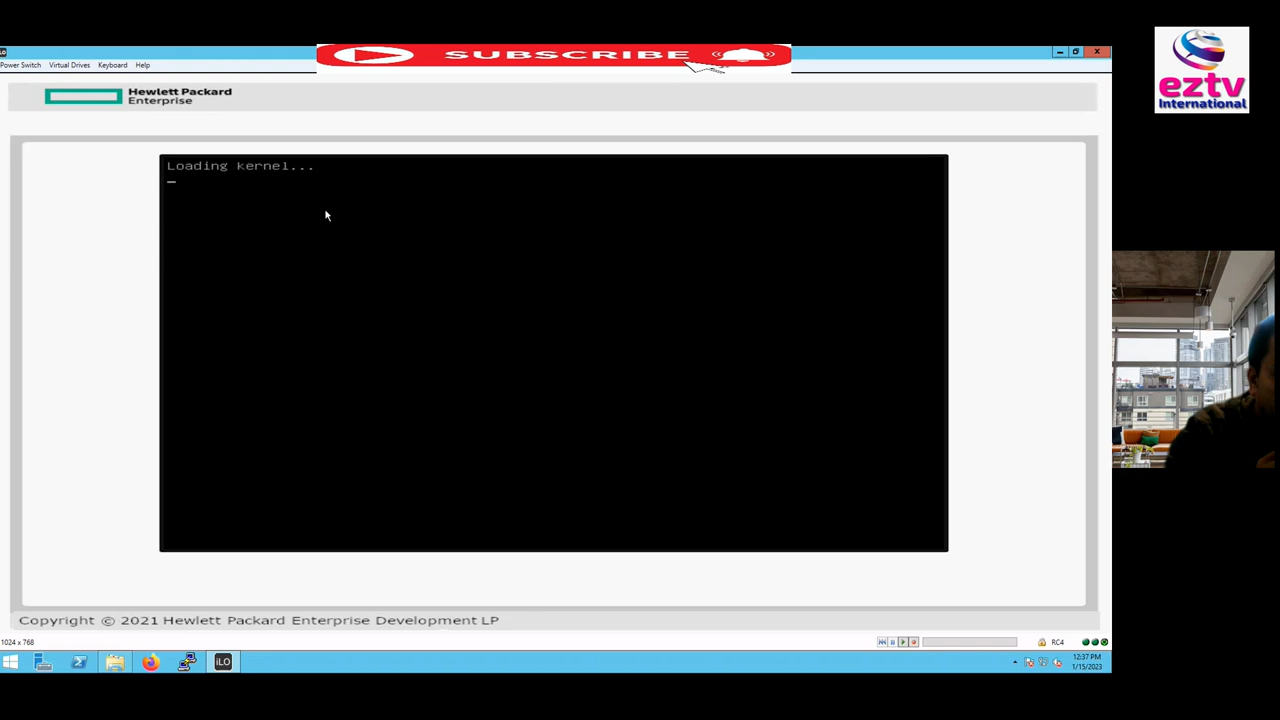 SUBSCRIBE
eztv
International
Power Switch Virtual Drives Keyboard Help
Hewlett Packard
Enterprise
Loading kernel...
Copyright © 2021 Hewlett Packard Enterprise Development LP
1024 x 768
RC4
iLO
12:37 PM
1/15/2023